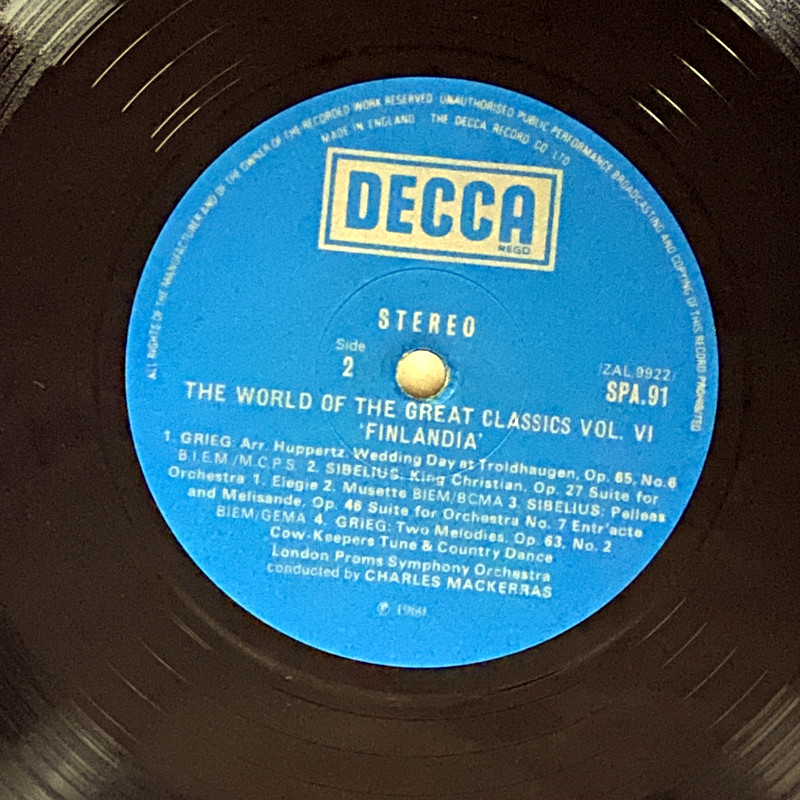 ALL RIGHTS OF THE MANUFACTURER AND OF THE OWNER OF THE RECORDED WORK RESERVED UNAUTHORISED PUBLIC PERFORMANCE BROADCASTING AND COPYING OF THIS RECORD PROHIBITED
MADE IN ENGLAND THE DECCA RECORD CO LTD
DECCA
REGD.
STEREO
Side
2
/ZAL.9922/
SPA.91
THE WORLD OF THE GREAT CLASSICS VOL. VI
'FINLANDIA'
1. GRIEG: Arr. Huppertz. Wedding Day at Troldhaugen, Op. 65, No.6
B.I.E.M./M.C.P.S. 2. SIBELIUS: King Christian, Op. 27 Suite for
Orchestra 1. Elegie 2. Musette BIEM/BCMA 3. SIBELIUS: Pelleas
and Melisande, Op. 46 Suite for Orchestra No. 7 Entr'acte
BIEM/GEMA 4. GRIEG: Two Melodies, Op. 63, No. 2
Cow-Keepers Tune & Country Dance
London Proms Symphony Orchestra
conducted by CHARLES MACKERRAS
℗ 1960